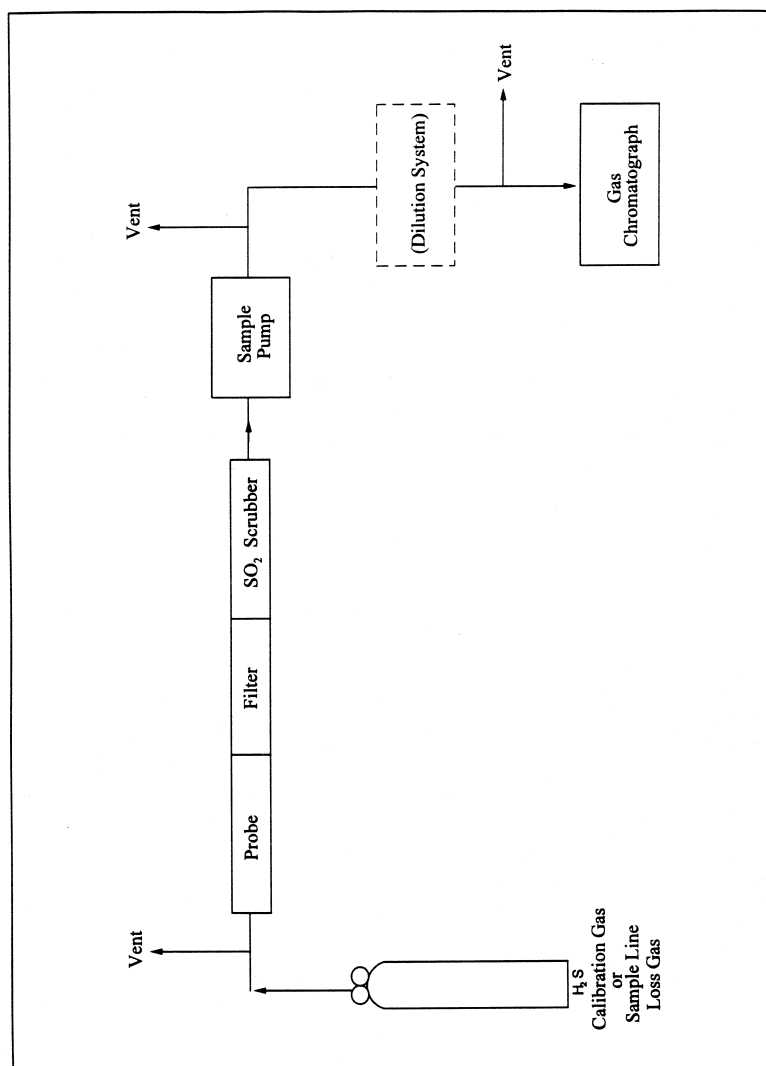 Vent
Vent
Sample
Pump
(Dilution System)
Gas
Chromatograph
SO₂ Scrubber
Filter
Probe
Vent
H₂S
Calibration Gas
or
Sample Line
Loss Gas